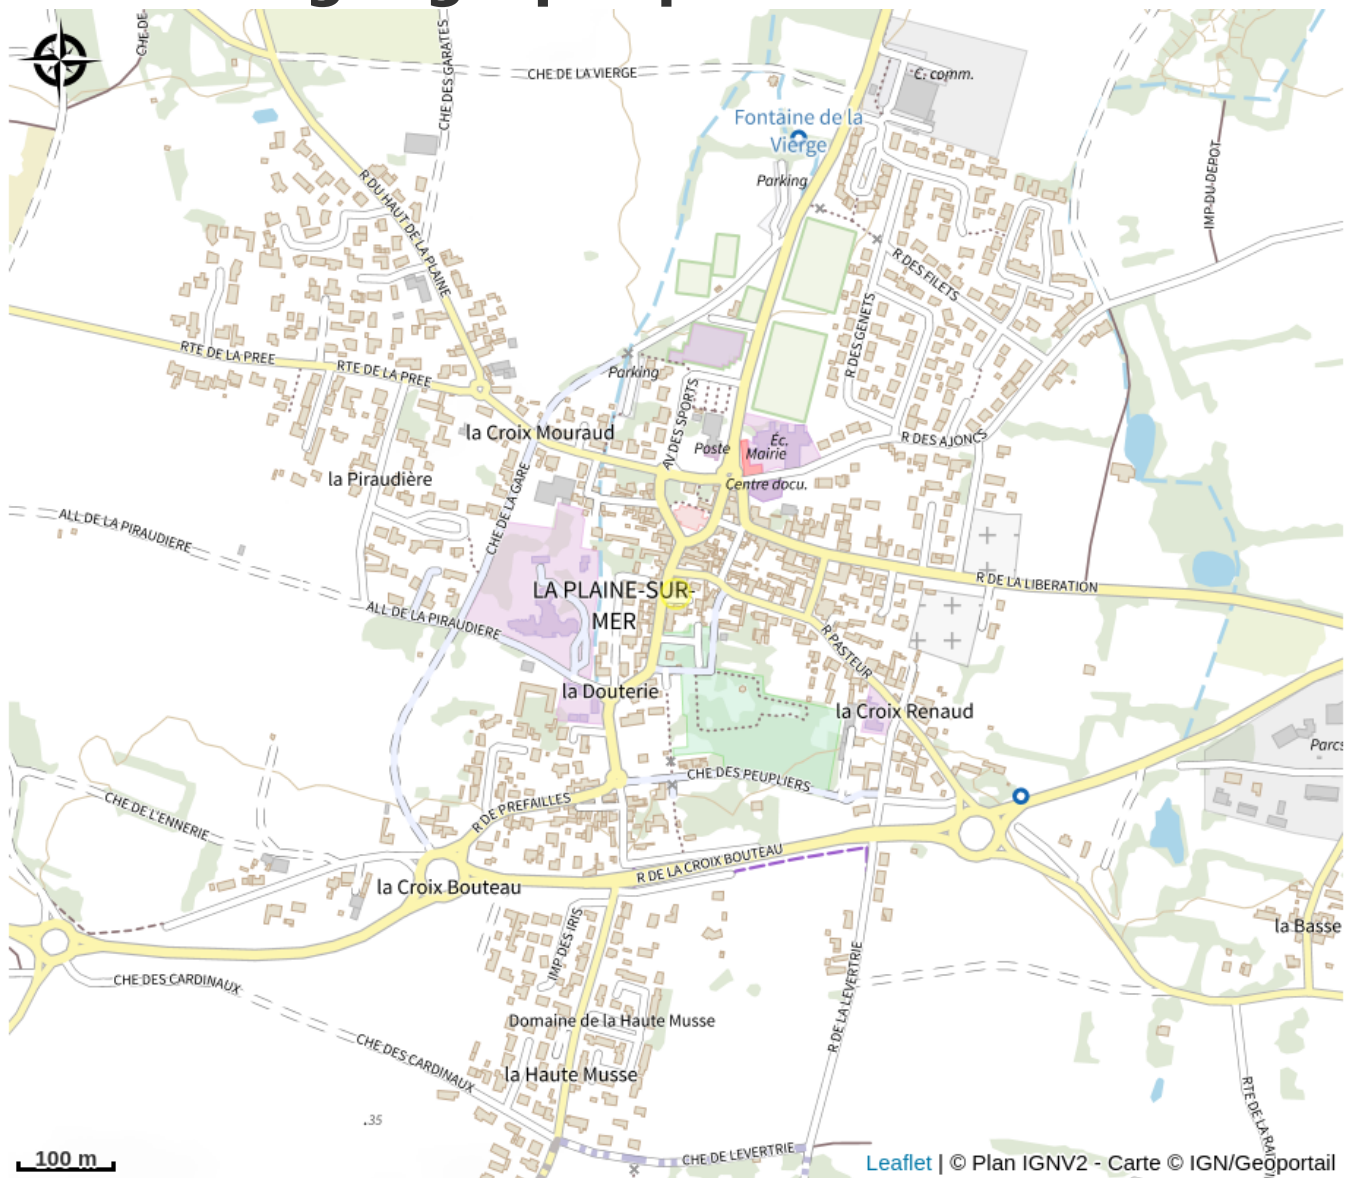 CHE DE
CHE DES GARATES
CHE DE LA VIERGE
C. comm.
Fontaine de la
Vierge
Parking
IMP DU DEPOT
R DU HAUT DE LA PLAINE
R DES FILETS
R DES GENETS
RTE DE LA PREE
RTE DE LA PREE
Parking
AV DES SPORTS
la Croix Mouraud
Poste
Éc.
Mairie
R DES AJONCS
Centre docu.
la Piraudière
CHE DE LA GARE
ALL DE LA PIRAUDIERE
ALL DE LA PIRAUDIERE
LA PLAINE-SUR-
MER
R DE LA LIBERATION
R PASTEUR
la Douterie
la Croix Renaud
Parcs
CHE DES PEUPLIERS
CHE DE L'ENNERIE
R DE PREFAILLES
R DE LA CROIX BOUTEAU
la Croix Bouteau
IMP DES IRIS
la Basse
CHE DES CARDINAUX
R DE LA LEVERTRIE
Domaine de la Haute Musse
CHE DES CARDINAUX
la Haute Musse
.35
CHE DE LEVERTRIE
RTE DE LA RAI
100 m
Leaflet | © Plan IGNV2 - Carte © IGN/Geoportail